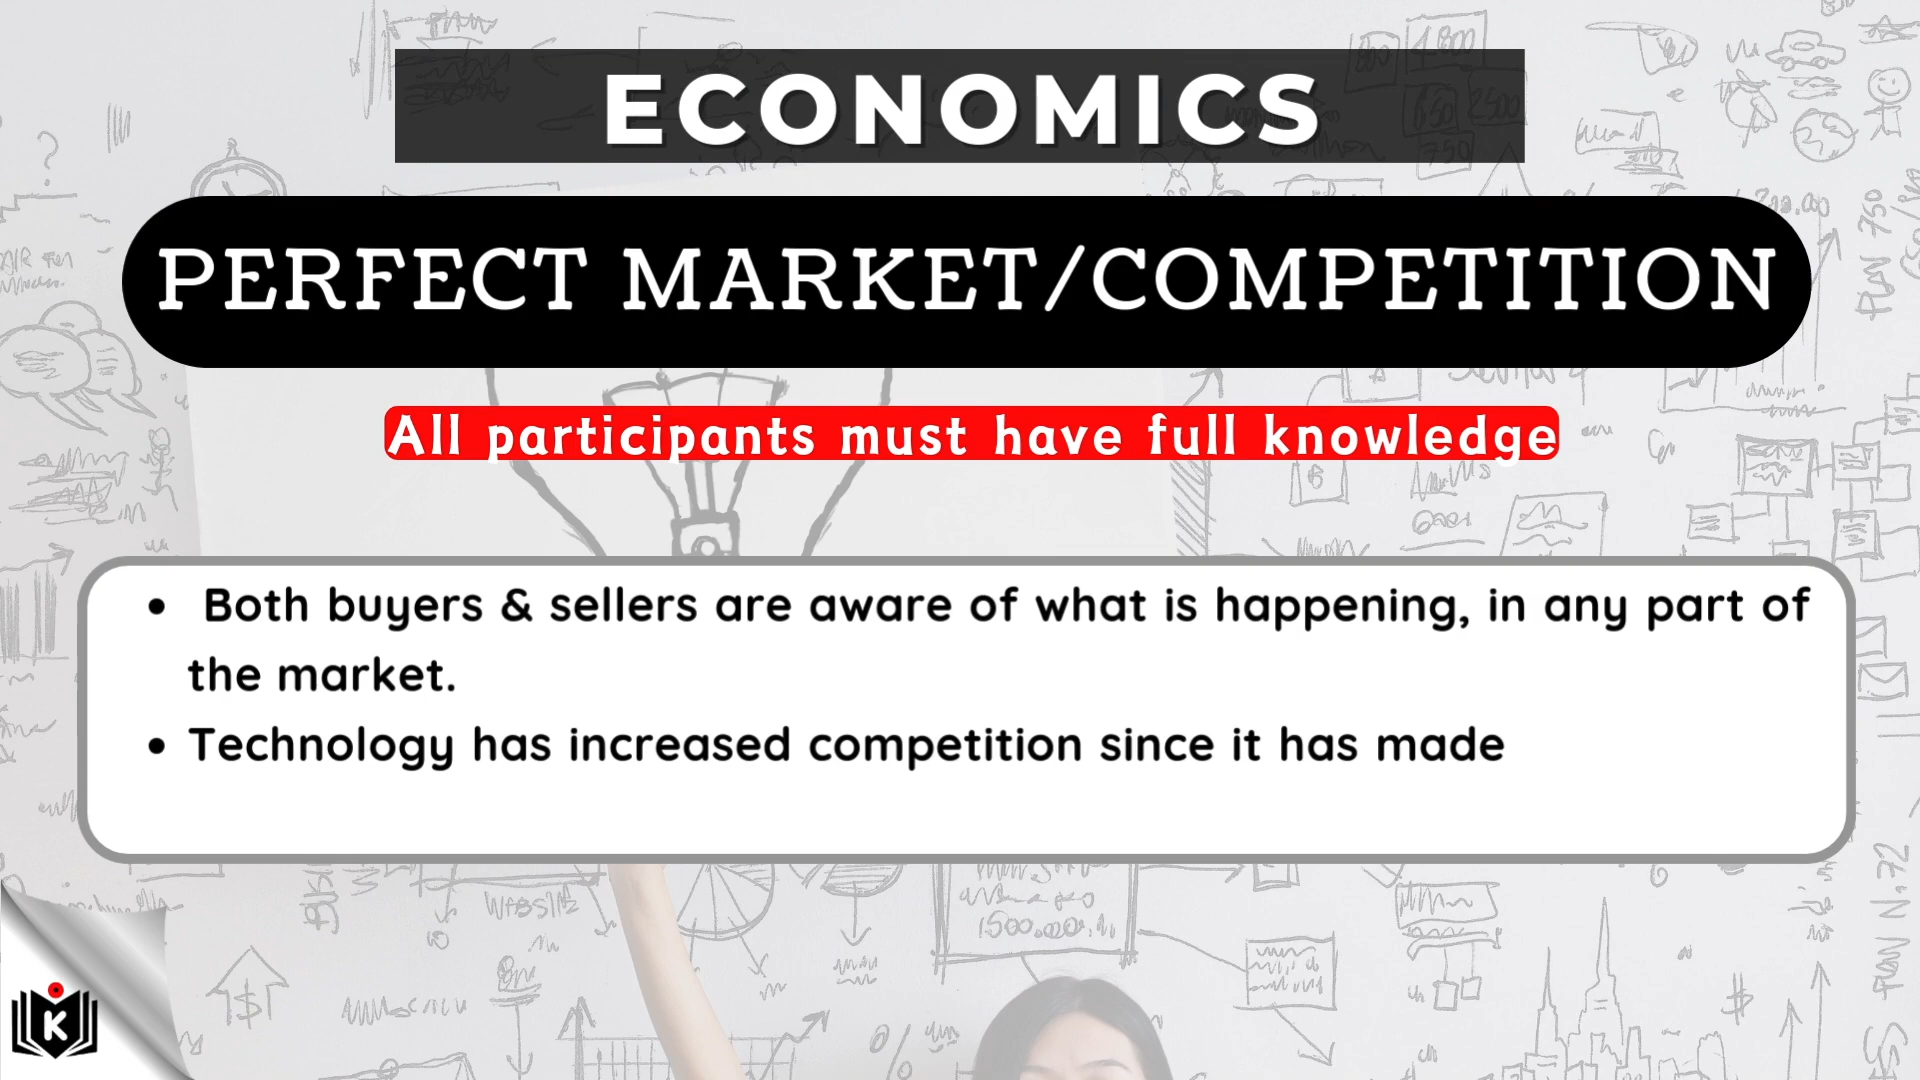 ECONOMICS
PERFECT MARKET/COMPETITION
All participants must have full knowledge
• Both buyers & sellers are aware of what is happening, in any part of
the market.
• Technology has increased competition since it has made
K